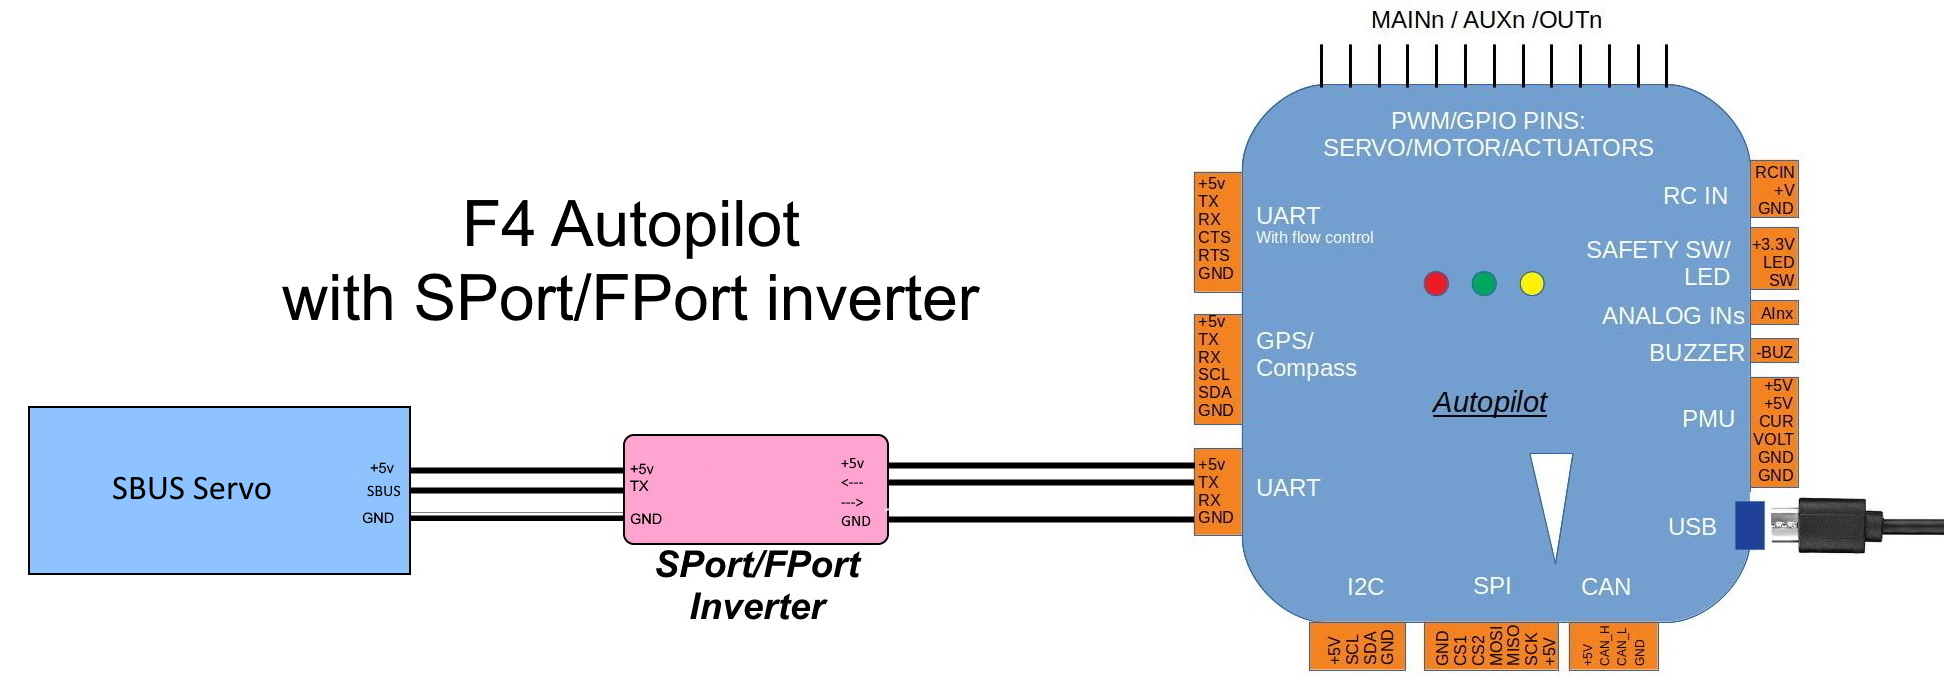 MAINn / AUXn /OUTn
PWM/GPIO PINS:
SERVO/MOTOR/ACTUATORS
F4 Autopilot
with SPort/FPort inverter
+5v
TX
RX
CTS
RTS
GND
UART
With flow control
+5v
TX
RX
SCL
SDA
GND
GPS/
Compass
+5v
TX
RX
GND
UART
RC IN
RCIN
+V
GND
SAFETY SW/
LED
+3.3V
LED
SW
ANALOG INs
AInx
BUZZER
-BUZ
Autopilot
PMU
+5V
+5V
CUR
VOLT
GND
GND
USB
SBUS Servo
+5v
SBUS
GND
+5v
TX
GND
+5v
<---
--->
GND
SPort/FPort
Inverter
I2C
SPI
CAN
+5V
SCL
SDA
GND
GND
CS1
CS2
MOSI
MISO
SCK
+5V
+5V
CAN_H
CAN_L
GND